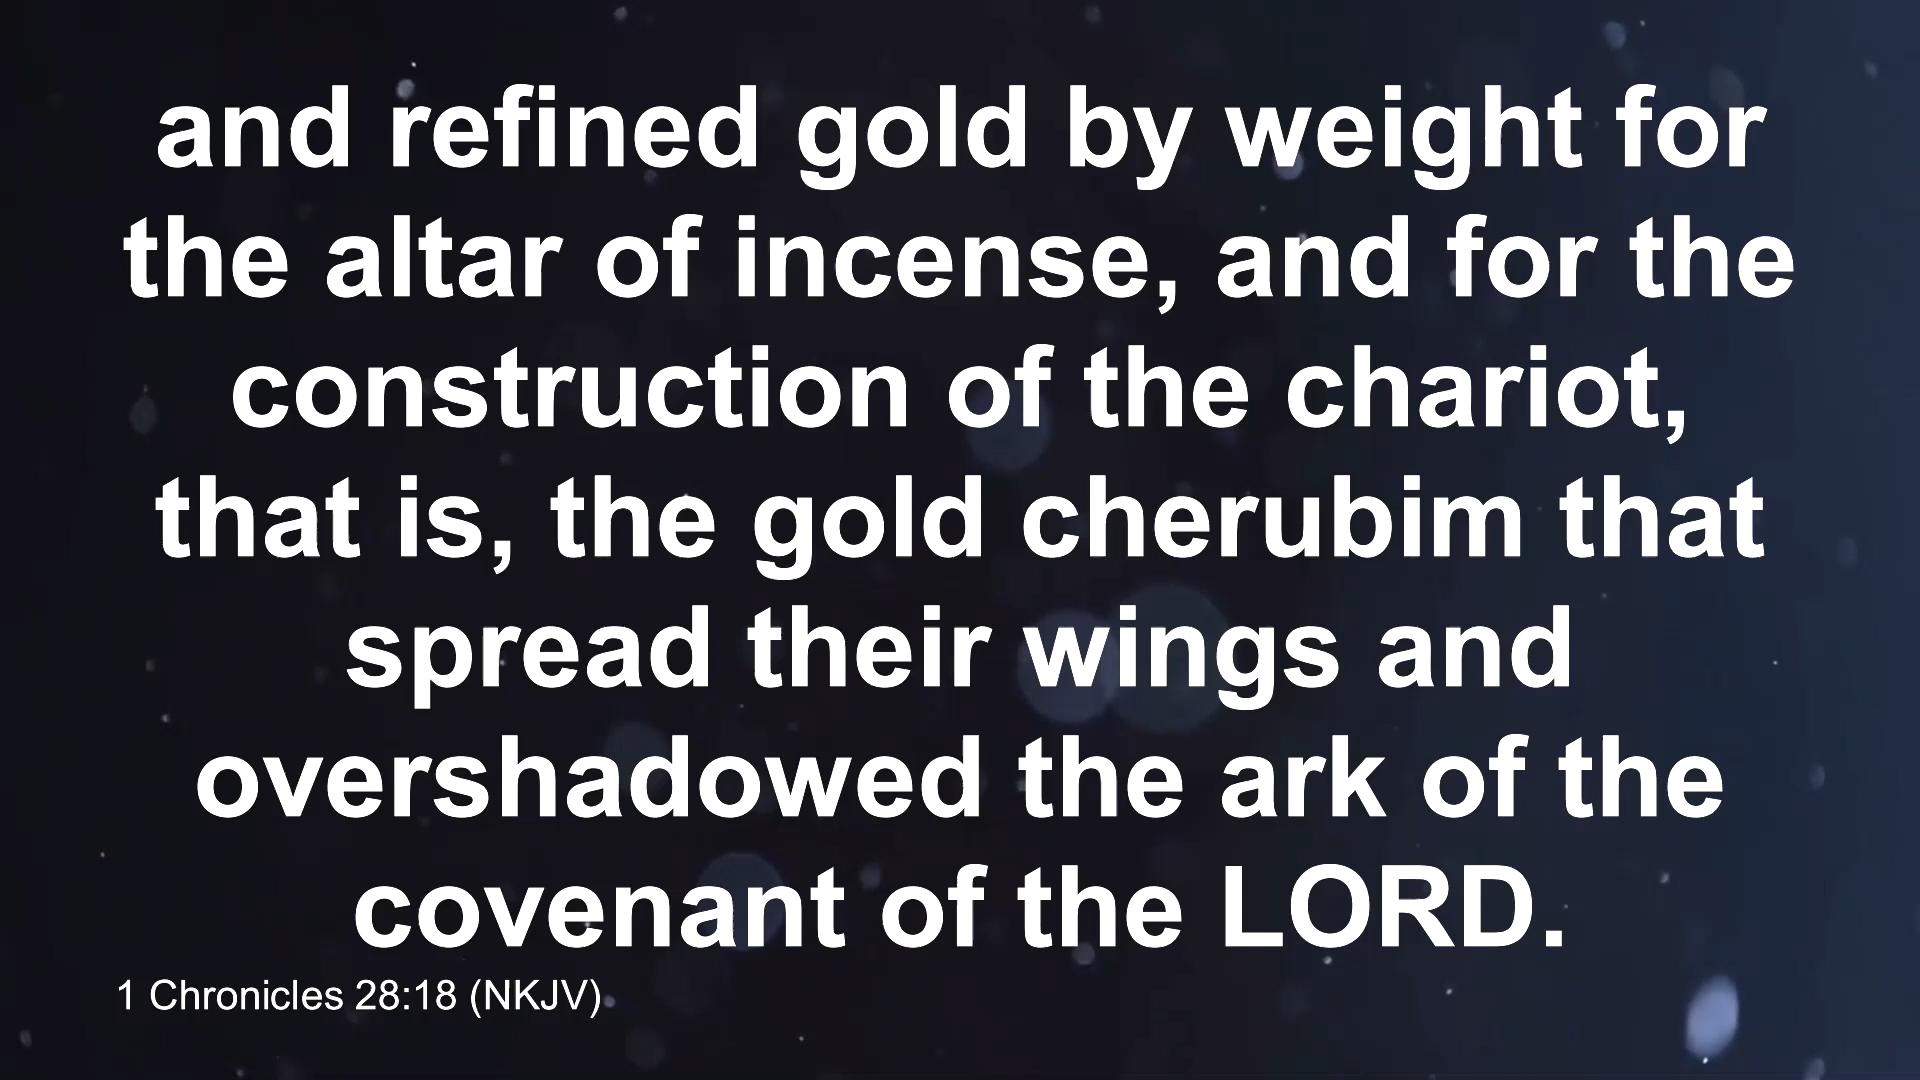 and refined gold by weight for
the altar of incense, and for the
construction of the chariot,
that is, the gold cherubim that
spread their wings and
overshadowed the ark of the
covenant of the LORD.
1 Chronicles 28:18 (NKJV)